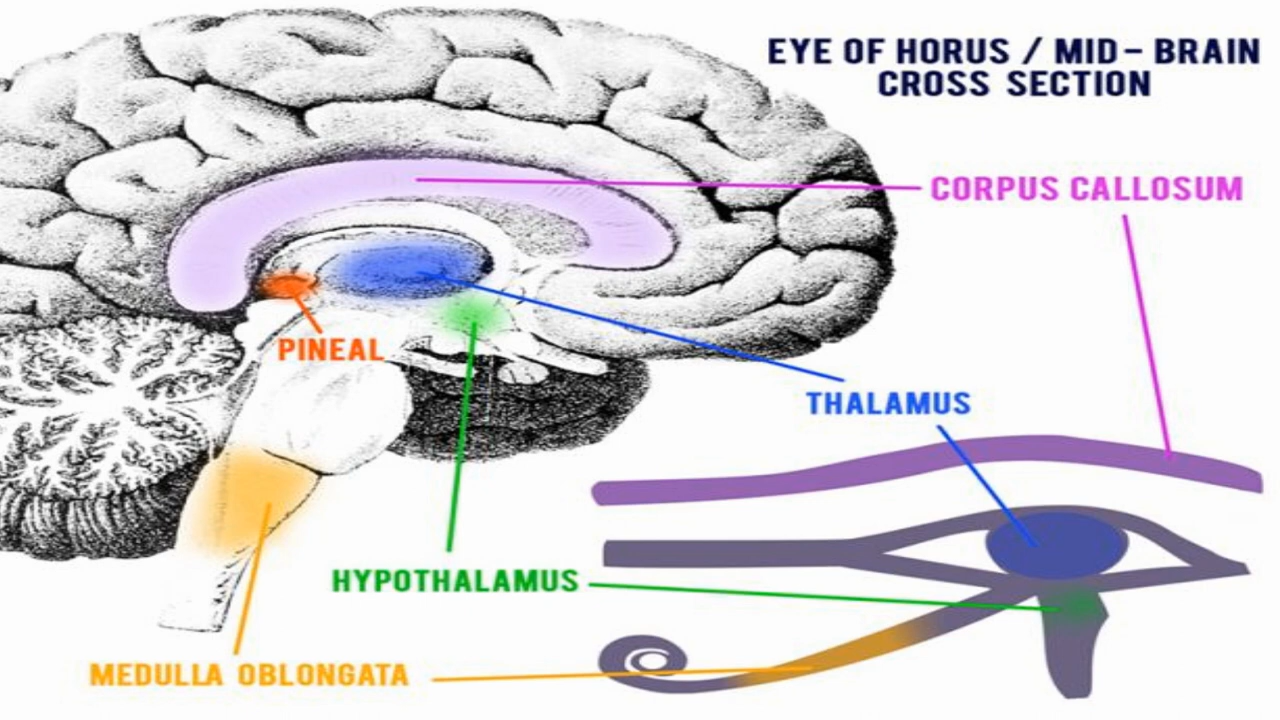 EYE OF HORUS / MID - BRAIN
CROSS SECTION
CORPUS CALLOSUM
PINEAL
THALAMUS
HYPOTHALAMUS
MEDULLA OBLONGATA